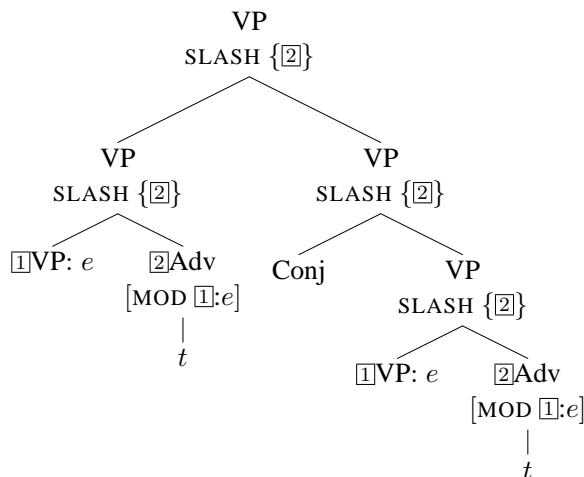 VP
SLASH {2}
VP VP
SLASH {2} SLASH {2}
1VP: e 2Adv Conj VP
[MOD 1:e] SLASH {2}
t 1VP: e 2Adv
[MOD 1:e]
t